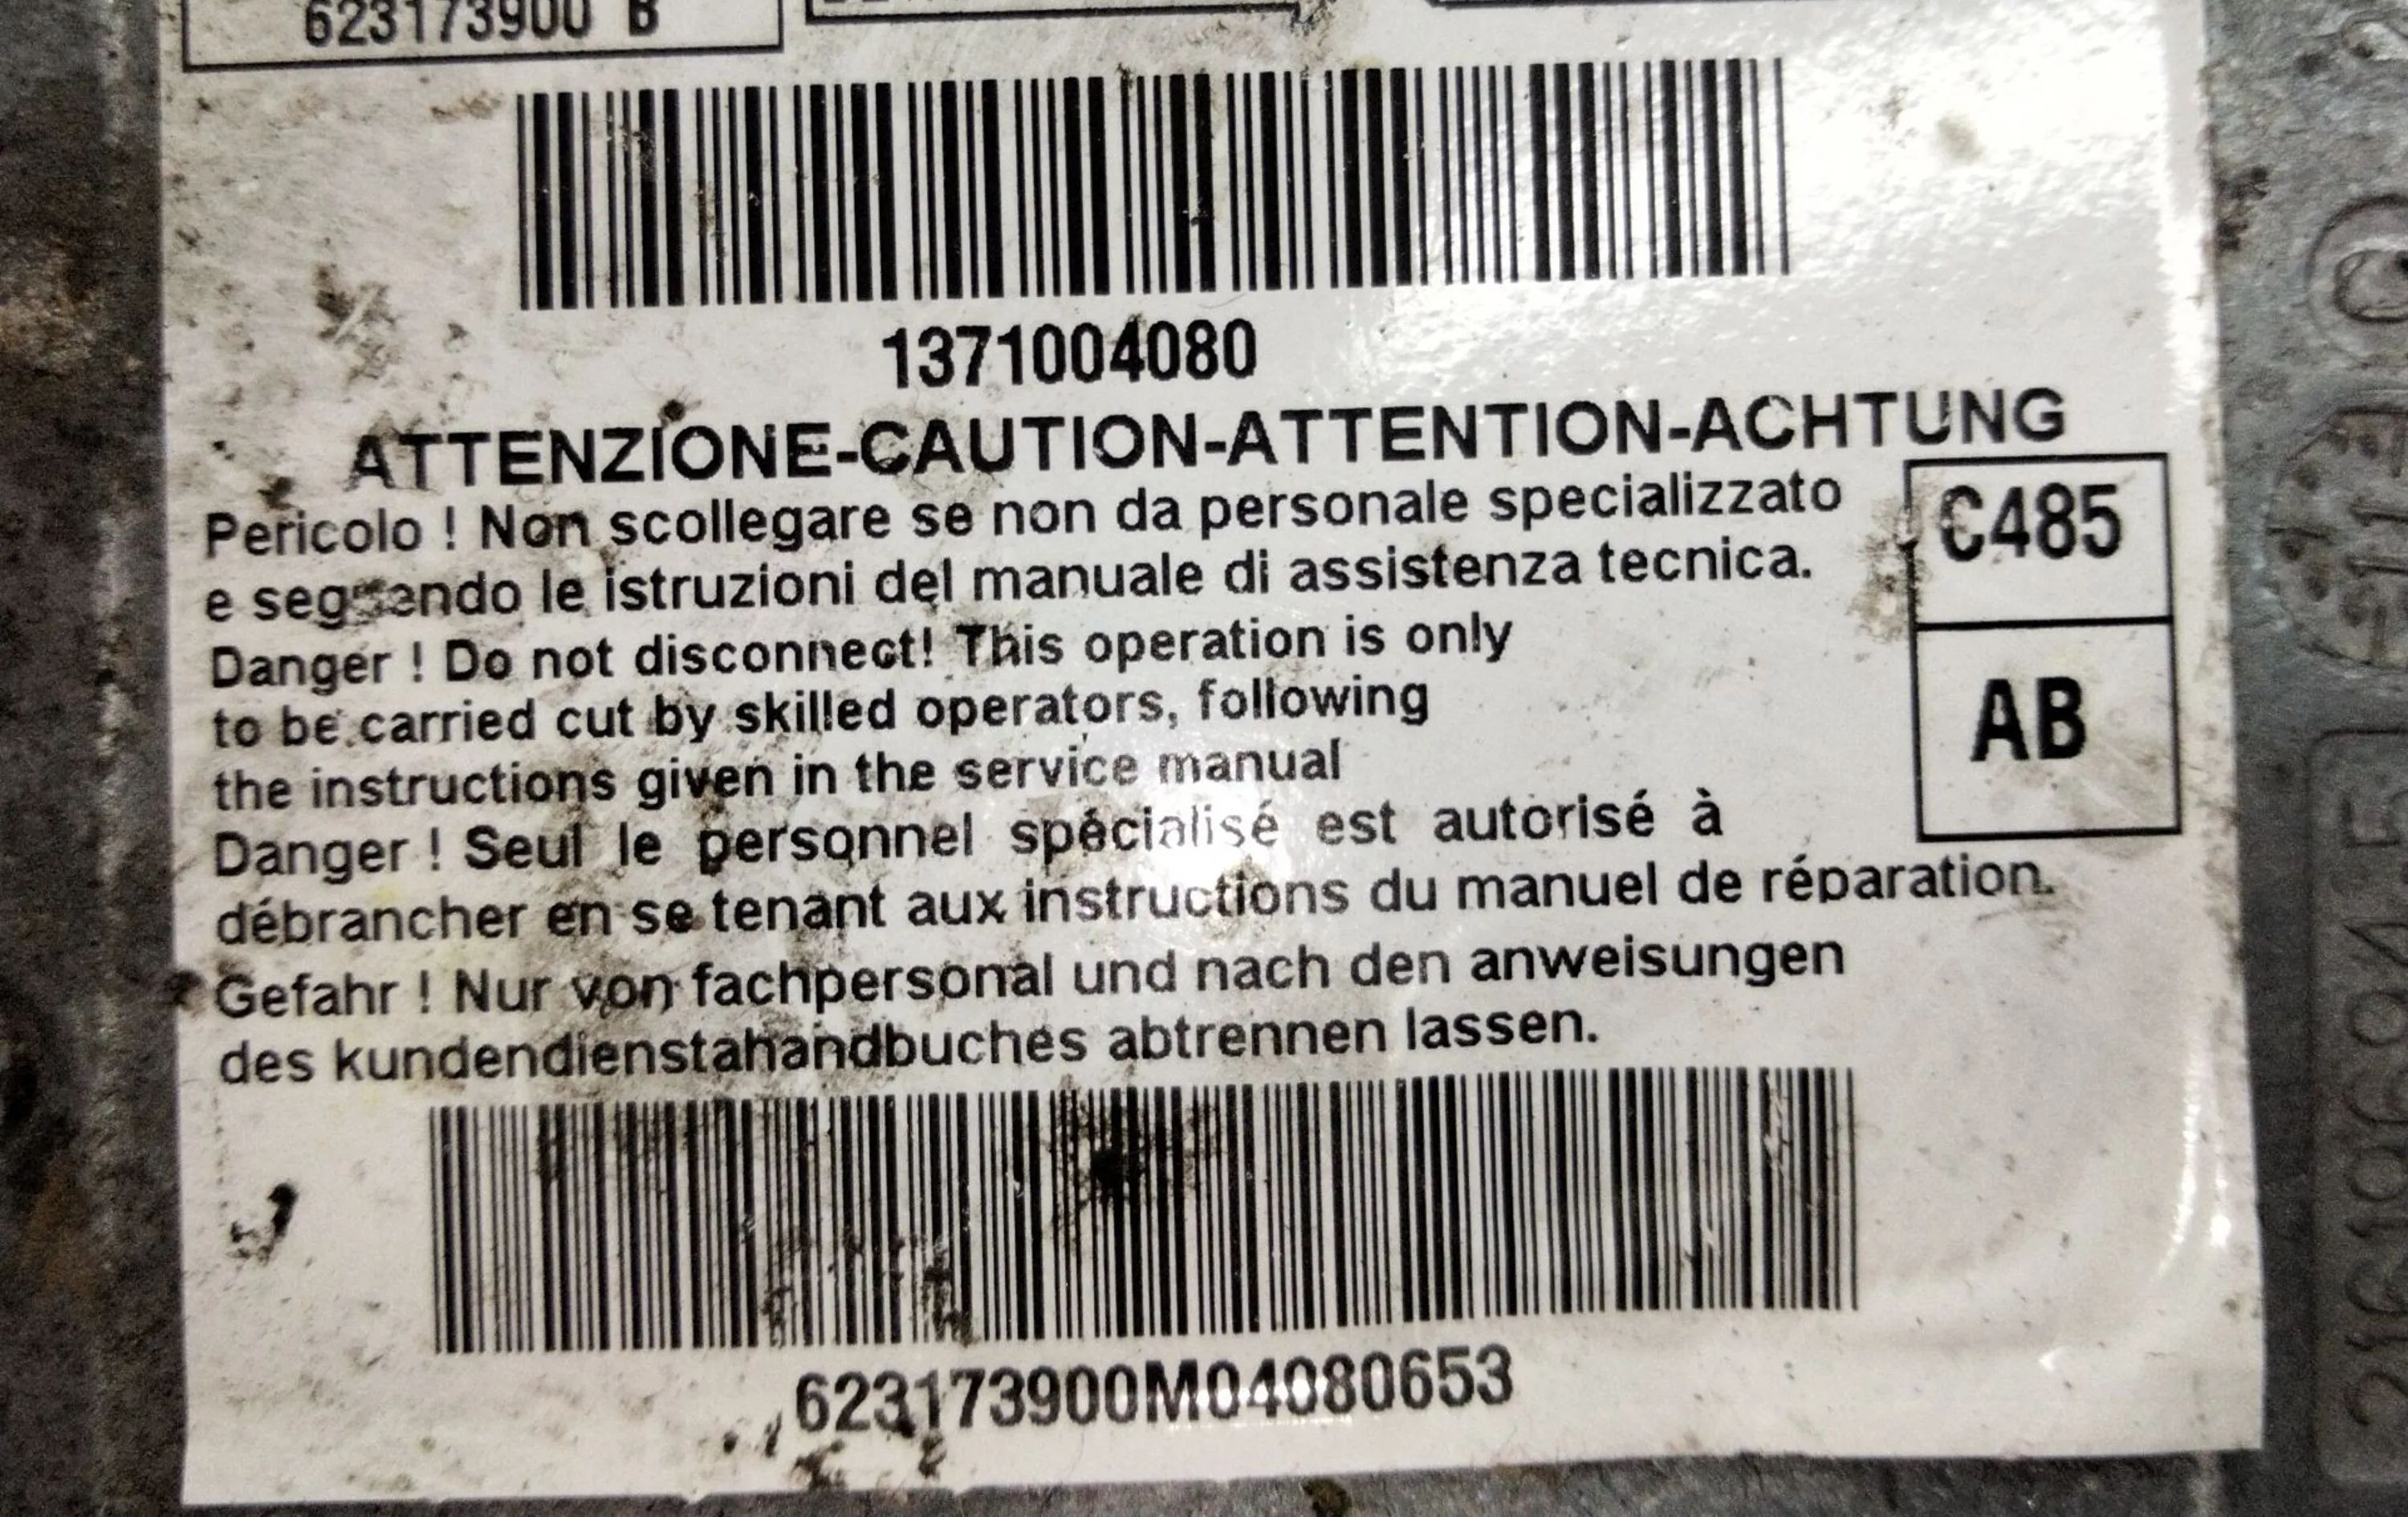 623173900 B
1371004080
ATTENZIONE-CAUTION-ATTENTION-ACHTUNG
Pericolo ! Non scollegare se non da personale specializzato
e seguendo le istruzioni del manuale di assistenza tecnica.
C485
Danger ! Do not disconnect! This operation is only
to be carried out by skilled operators, following
AB
the instructions given in the service manual
Danger ! Seul le personnel spécialisé est autorisé à
débrancher en se tenant aux instructions du manuel de réparation.
Gefahr ! Nur von fachpersonal und nach den anweisungen
des kundendienstahandbuches abtrennen lassen.
623173900M04080653